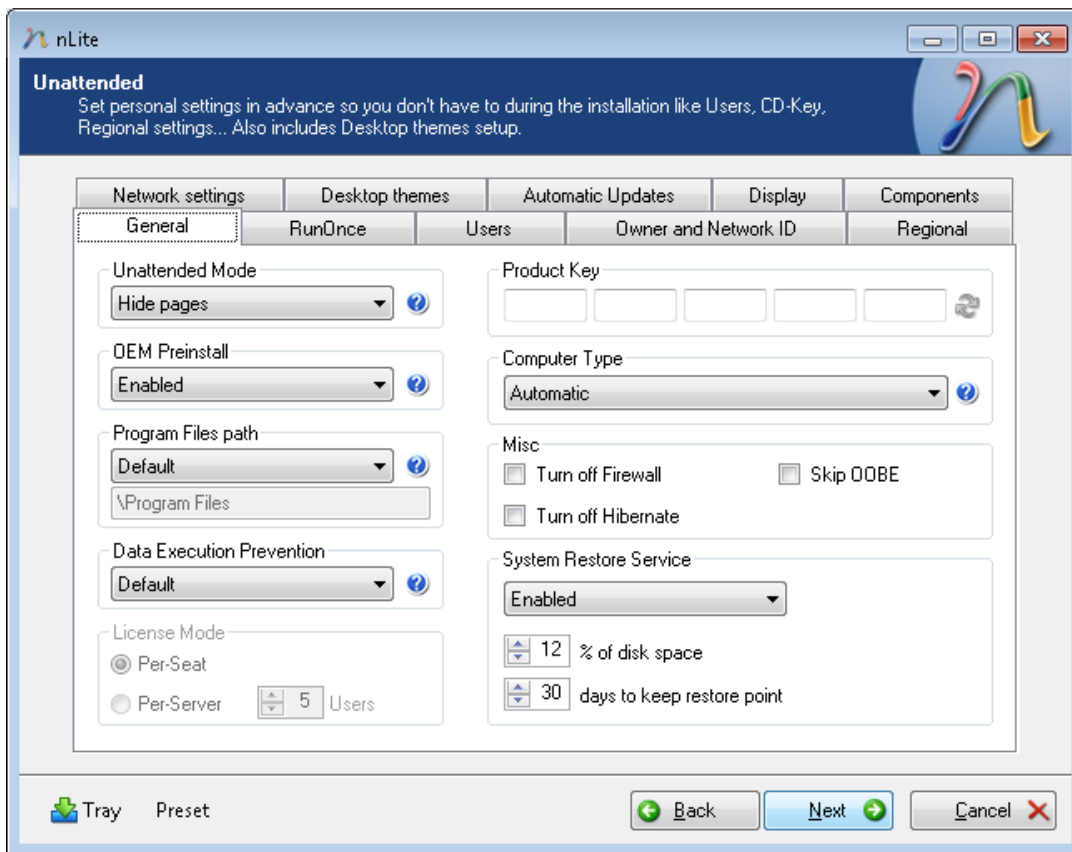 nLite
Unattended
Set personal settings in advance so you don't have to during the installation like Users, CD-Key,
Regional settings... Also includes Desktop themes setup.
Network settings Desktop themes Automatic Updates Display Components
General RunOnce Users Owner and Network ID Regional
Unattended Mode
Hide pages
OEM Preinstall
Enabled
Program Files path
Default
\Program Files
Data Execution Prevention
Default
License Mode
Per-Seat
Per-Server 5 Users
Product Key
Computer Type
Automatic
Misc
Turn off Firewall Skip OOBE
Turn off Hibernate
System Restore Service
Enabled
12 % of disk space
30 days to keep restore point
Tray Preset Back Next Cancel